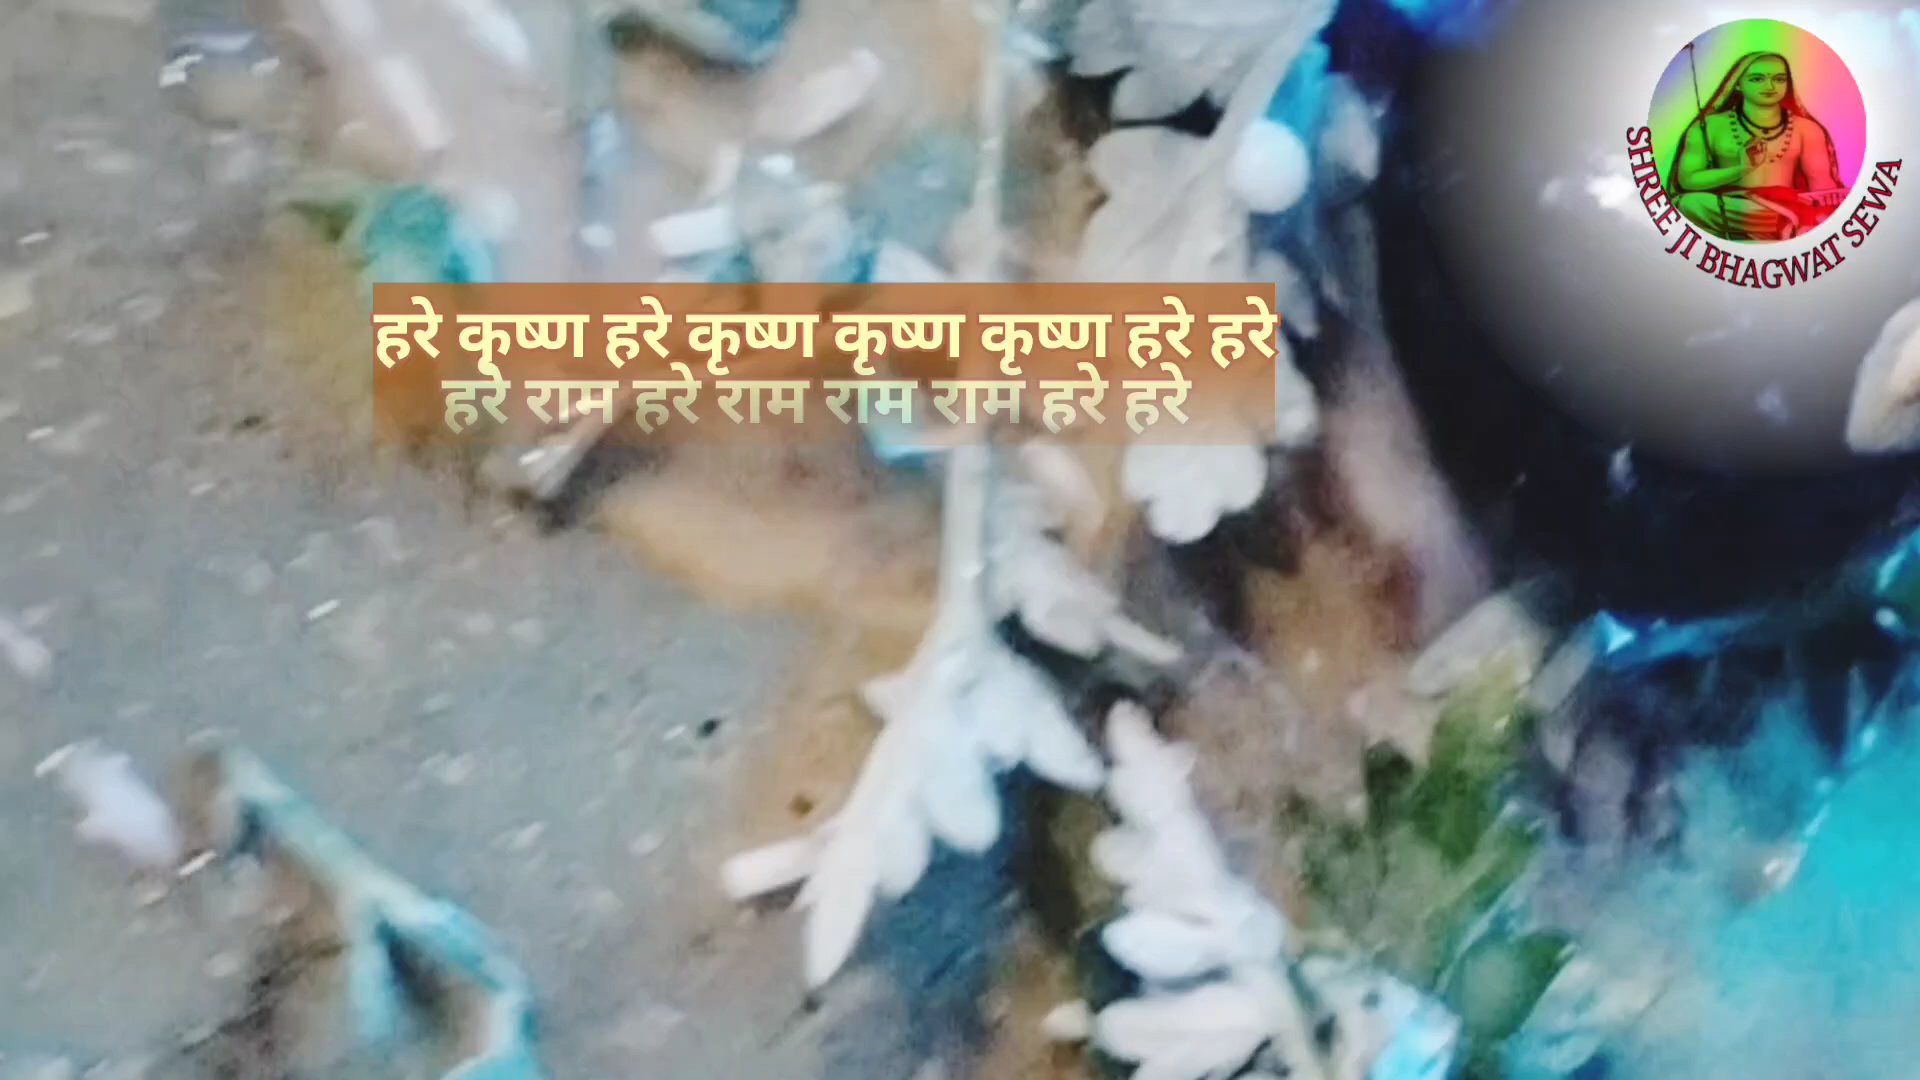 हरे कृष्ण हरे कृष्ण कृष्ण कृष्ण हरे हरे
हरे राम हरे राम राम राम हरे हरे
SHREE JI BHAGWAT SEWA